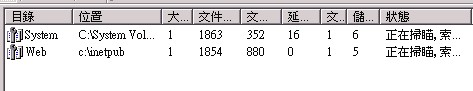 目錄 位置 大... 文件... 目... 延... 文.. 儲... 狀態
System C:\System Vol... 1 1863 352 16 1 6 正在掃瞄, 索...
Web c:\inetpub 1 1854 880 0 1 5 正在掃瞄, 索...